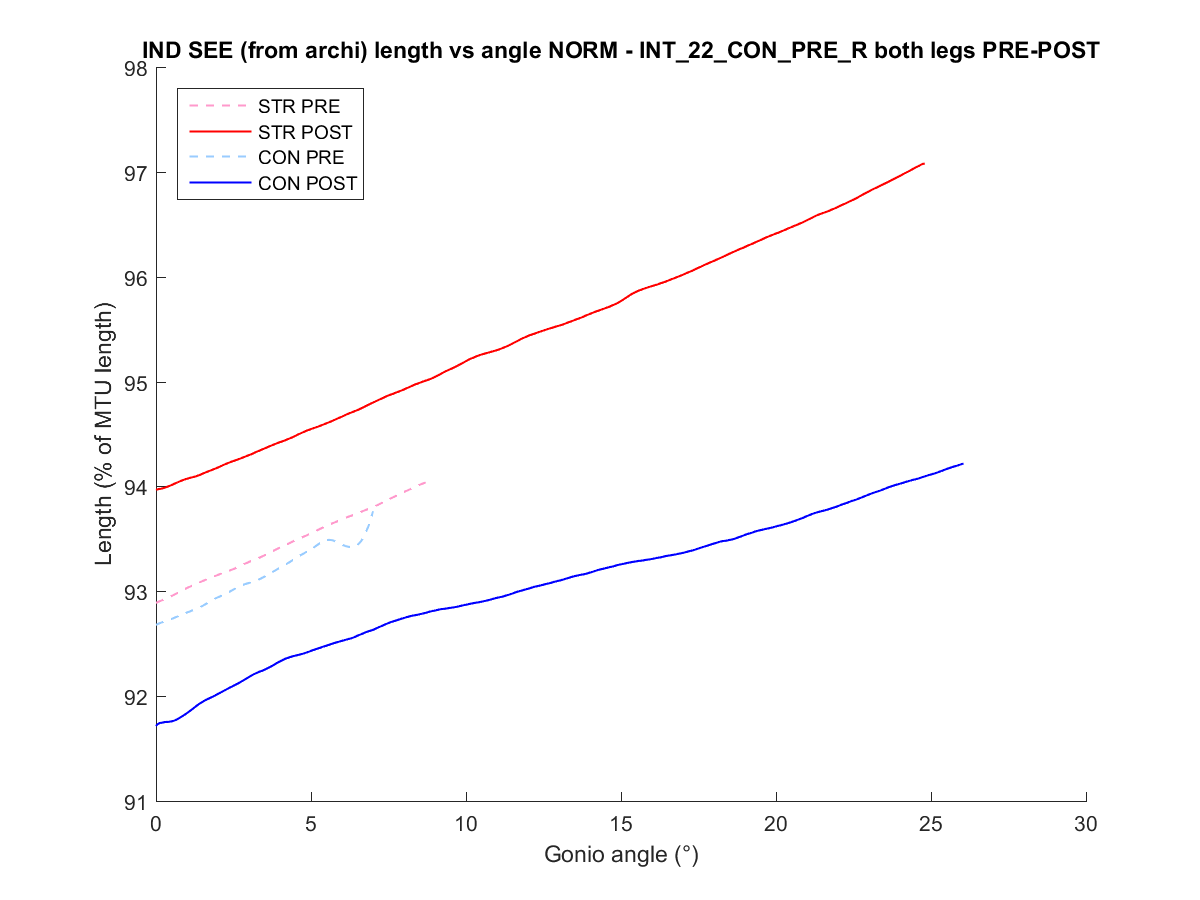 IND SEE (from archi) length vs angle NORM - INT_22_CON_PRE_R both legs PRE-POST
98
97
96
95
94
93
92
91
Length (% of MTU length)
STR PRE
STR POST
CON PRE
CON POST
0
5
10
15
20
25
30
Gonio angle (°)